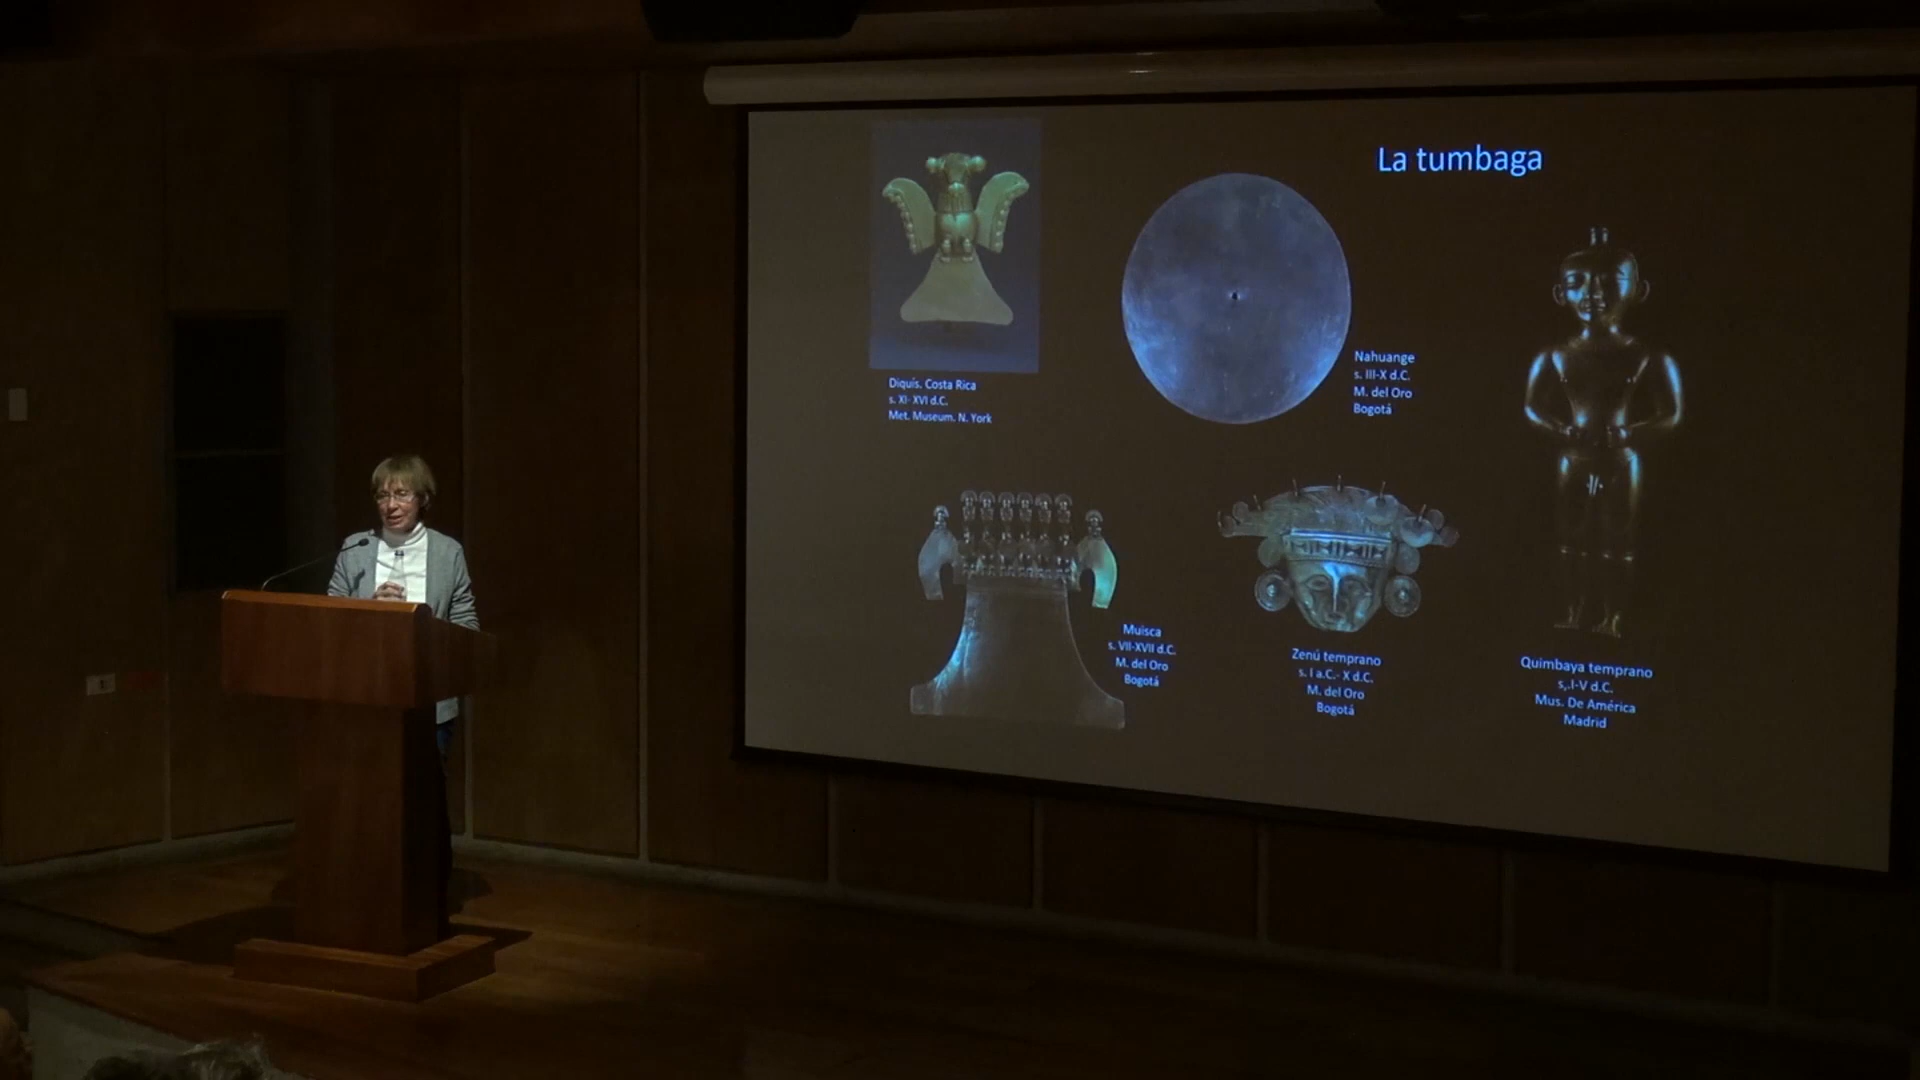 La tumbaga
Diquís. Costa Rica
s. XI- XVI d.C.
Met. Museum. N. York
Nahuange
s. III-X d.C.
M. del Oro
Bogotá
Muisca
s. VII-XVII d.C.
M. del Oro
Bogotá
Zenú temprano
s. I a.C.- X d.C.
M. del Oro
Bogotá
Quimbaya temprano
s,.I-V d.C.
Mus. De América
Madrid